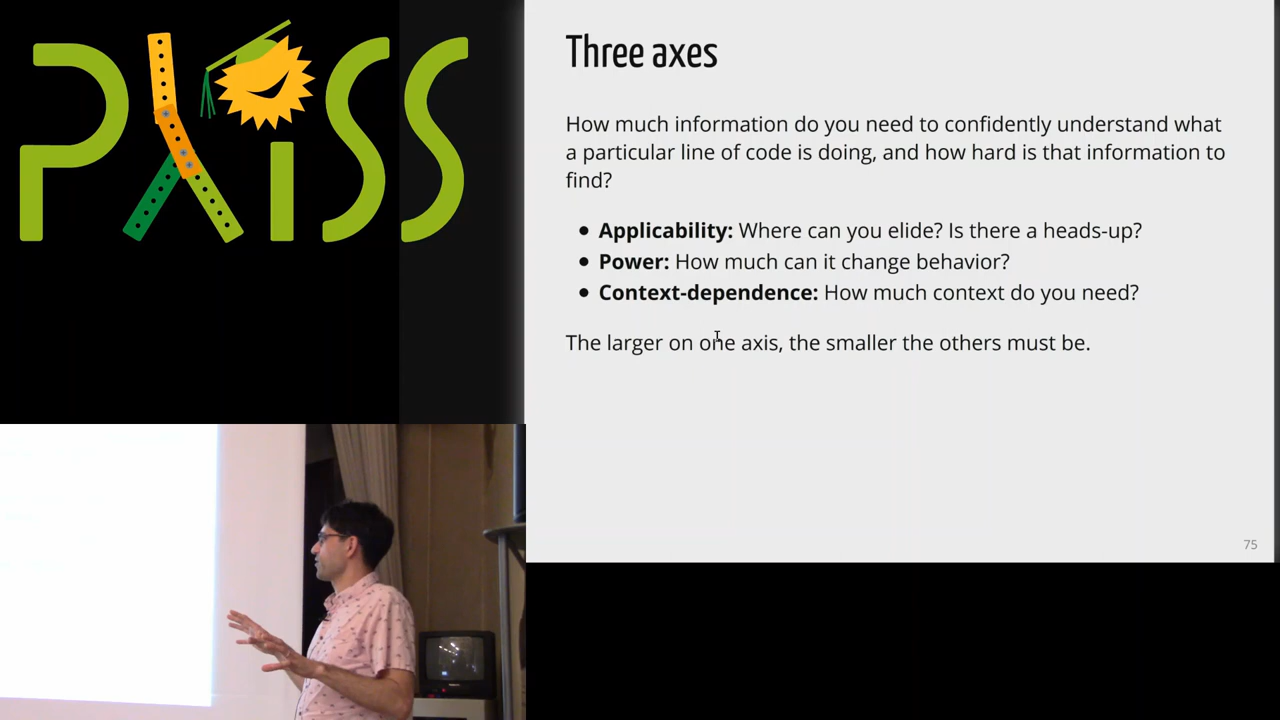 PLISS
Three axes
How much information do you need to confidently understand what
a particular line of code is doing, and how hard is that information to
find?
• Applicability: Where can you elide? Is there a heads-up?
• Power: How much can it change behavior?
• Context-dependence: How much context do you need?
The larger on one axis, the smaller the others must be.
75